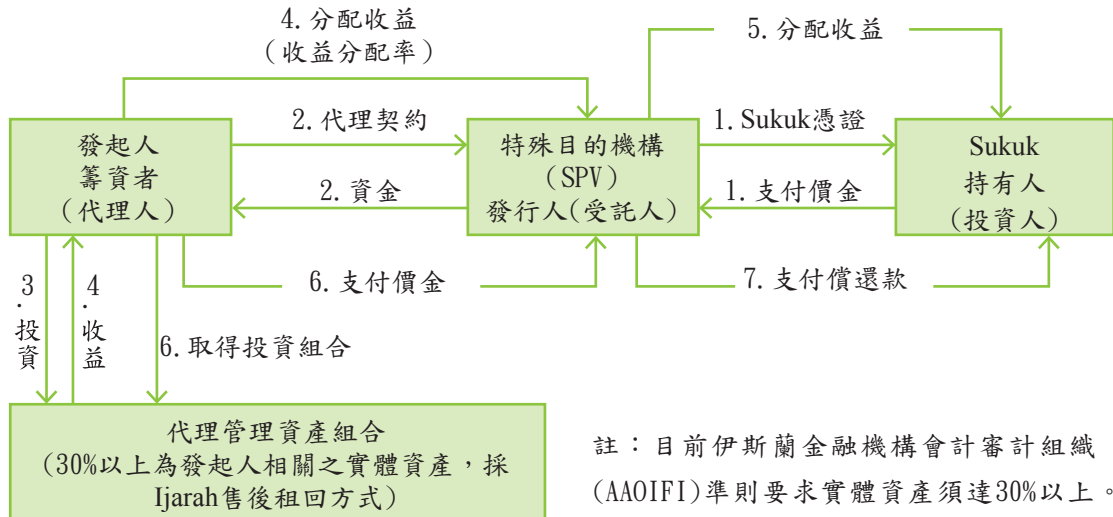 4.分配收益
(收益分配率)
5.分配收益
發起人
籌資者
(代理人)
2.代理契約
2.資金
特殊目的機構
(SPV)
發行人(受託人)
1.Sukuk憑證
1.支付價金
Sukuk
持有人
(投資人)
3.投資
4.收益
6.支付價金
7.支付償還款
6.取得投資組合
代理管理資產組合
(30%以上為發起人相關之實體資產，採
Ijarah售後租回方式)
註：目前伊斯蘭金融機構會計審計組織
(AAOIFI)準則要求實體資產須達30%以上。